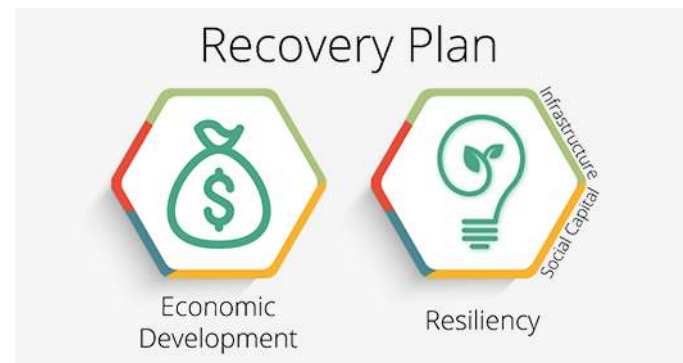 Recovery Plan
$
Infrastructure
Social Capital
Economic
Development
Resiliency